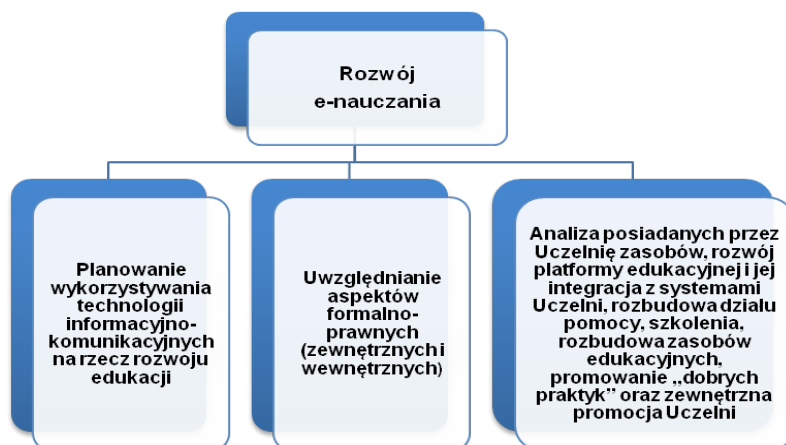 Rozwój
e-nauczania
Planowanie
wykorzystywania
technologii
informacyjno-
komunikacyjnych
na rzecz rozwoju
edukacji
Uwzględnianie
aspektów
formalno-
prawnych
(zewnętrznych i
wewnętrznych)
Analiza posiadanych przez
Uczelnię zasobów, rozwój
platformy edukacyjnej i jej
integracja z systemami
Uczelni, rozbudowa działu
pomocy, szkolenia,
rozbudowa zasobów
edukacyjnych,
promowanie „dobrych
praktyk” oraz zewnętrzna
promocja Uczelni